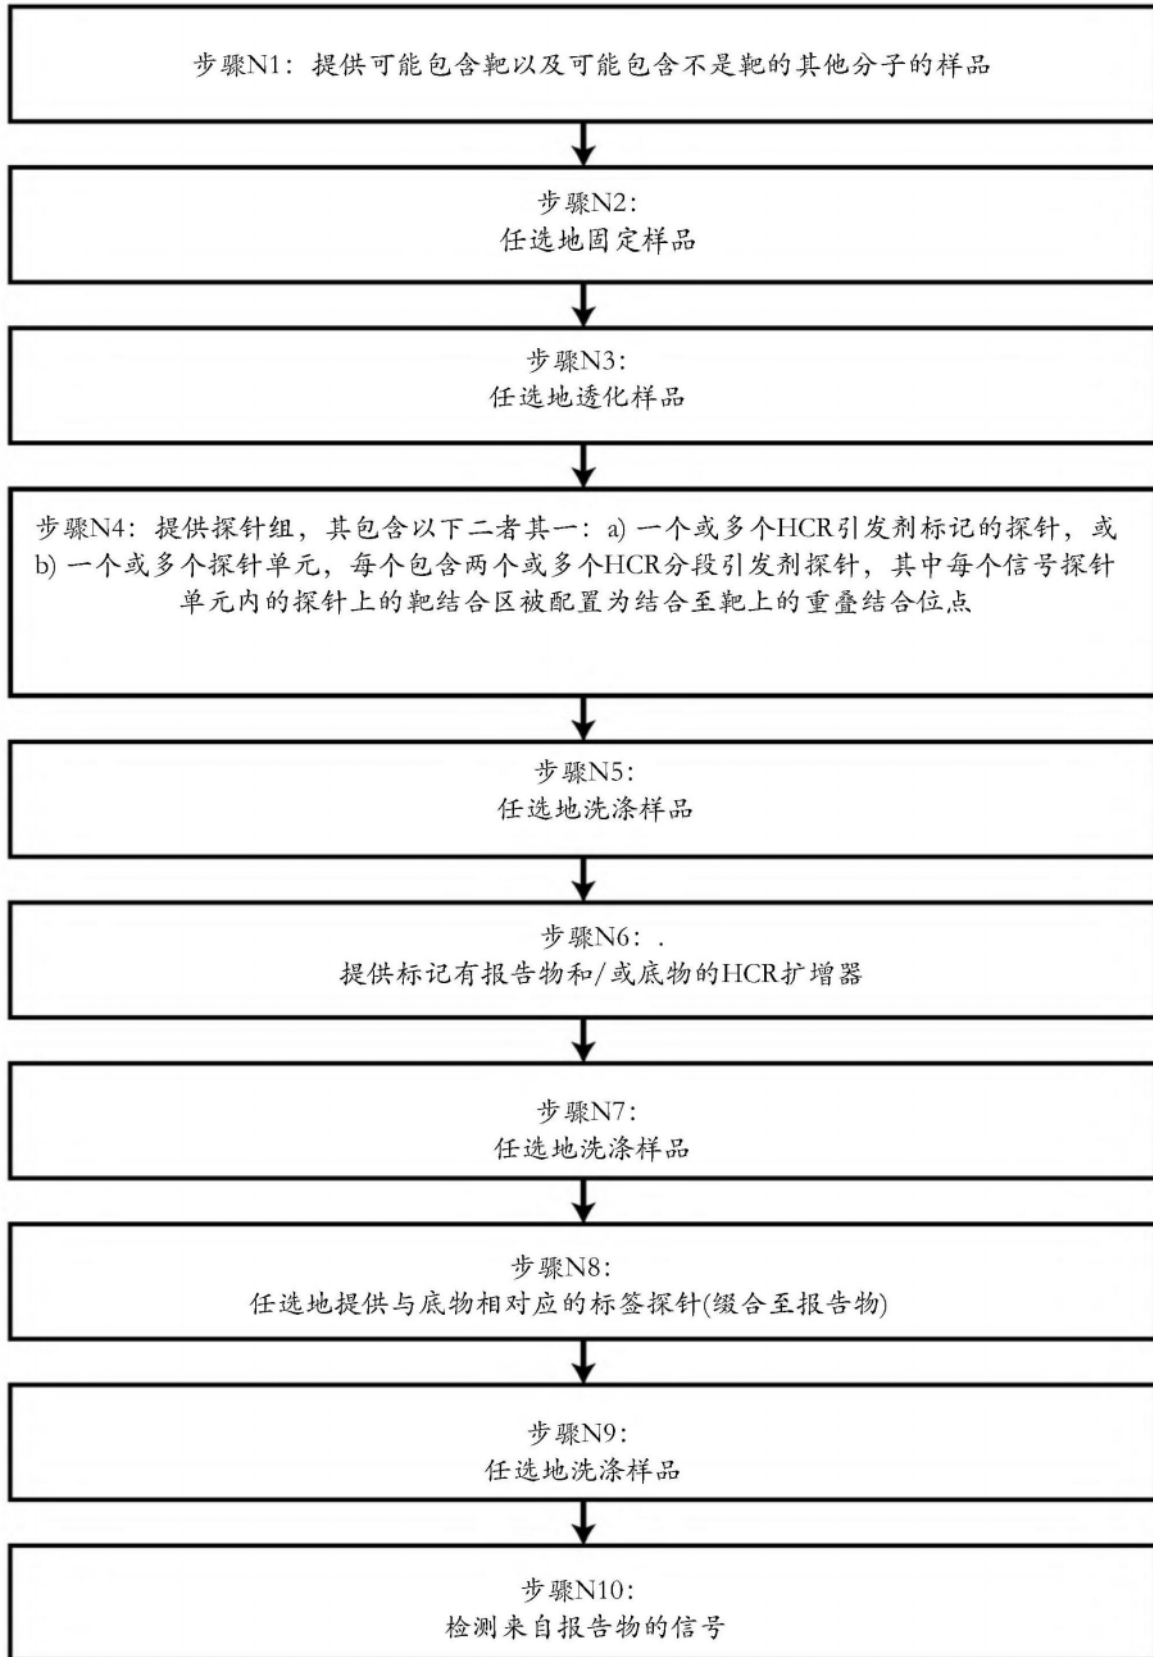 步骤N1：提供可能包含靶以及可能包含不是靶的其他分子的样品
步骤N2：
任选地固定样品
步骤N3：
任选地透化样品
步骤N4：提供探针组，其包含以下二者其一：a) 一个或多个HCR引发剂标记的探针，或
b) 一个或多个探针单元，每个包含两个或多个HCR分段引发剂探针，其中每个信号探针
单元内的探针上的靶结合区被配置为结合至靶上的重叠结合位点
步骤N5：
任选地洗涤样品
步骤N6：.
提供标记有报告物和/或底物的HCR扩增器
步骤N7：
任选地洗涤样品
步骤N8：
任选地提供与底物相对应的标签探针(缀合至报告物)
步骤N9：
任选地洗涤样品
步骤N10：
检测来自报告物的信号